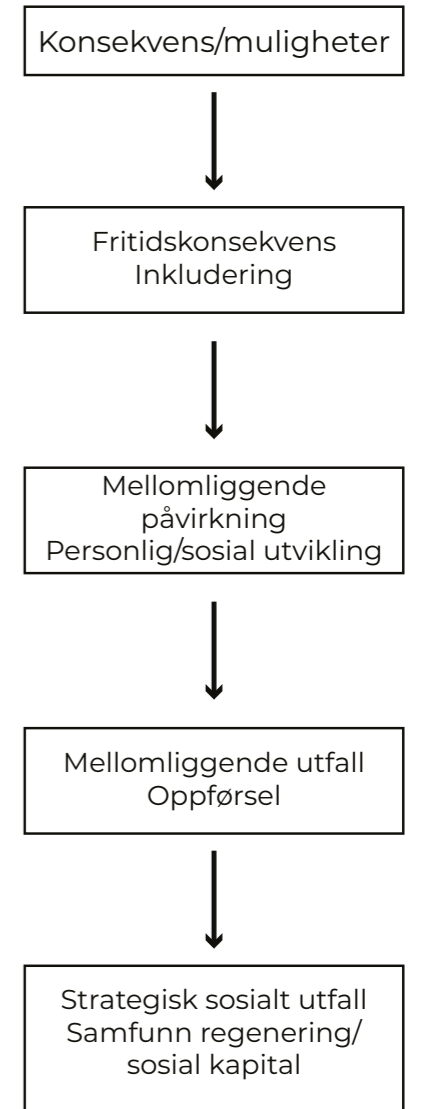 Konsekvens/muligheter
Fritidskonsekvens
Inkludering
Mellomliggende
påvirkning
Personlig/sosial utvikling
Mellomliggende utfall
Oppførsel
Strategisk sosialt utfall
Samfunn regenering/
sosial kapital